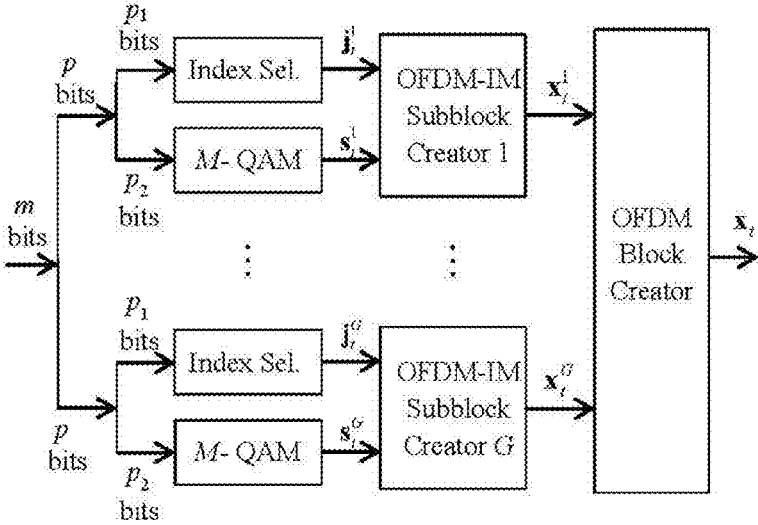 p₁
bits
p
bits
Index Sel.
j_t^1
M- QAM
s_t^1
p₂
bits
OFDM-IM
Subblock
Creator 1
x_t^1
m
bits
⋮
⋮
OFDM
Block
Creator
x_t
p₁
bits
Index Sel.
j_t^G
p
bits
M- QAM
s_t^G
p₂
bits
OFDM-IM
Subblock
Creator G
x_t^G